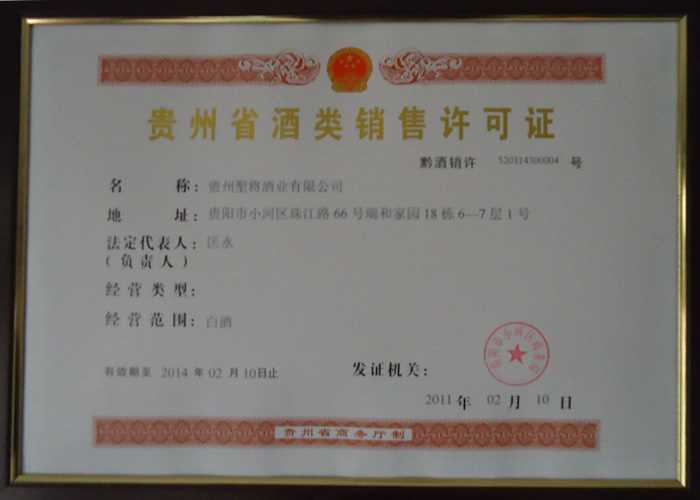 贵州省酒类销售许可证
黔酒销许 520114300004 号
名 称：贵州壐将酒业有限公司
地 址：贵阳市小河区珠江路66号瑞和家园18栋6—7层1号
法定代表人：匡永
（负责人）
经营类型：
经营范围：白酒
有效期至 2014 年 02 月 10日止
发证机关：
2011 年 02 月 10 日
贵州省商务厅制